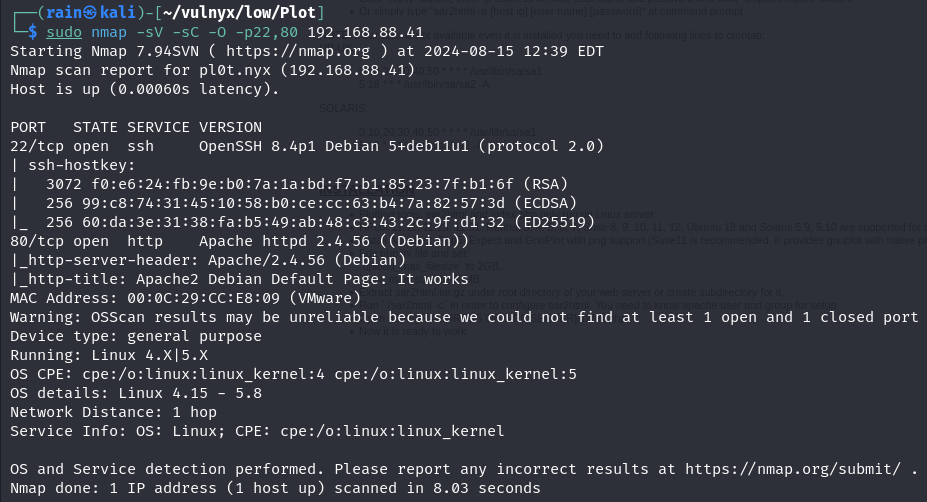 ┌──(rain㉿kali)-[~/vulnyx/low/Plot]
└─$ sudo nmap -sV -sC -O -p22,80 192.168.88.41
Starting Nmap 7.94SVN ( https://nmap.org ) at 2024-08-15 12:39 EDT
Nmap scan report for pl0t.nyx (192.168.88.41)
Host is up (0.00060s latency).
PORT   STATE SERVICE VERSION
22/tcp open  ssh     OpenSSH 8.4p1 Debian 5+deb11u1 (protocol 2.0)
| ssh-hostkey:
|   3072 f0:e6:24:fb:9e:b0:7a:1a:bd:f7:b1:85:23:7f:b1:6f (RSA)
|   256 99:c8:74:31:45:10:58:b0:ce:cc:63:b4:7a:82:57:3d (ECDSA)
|_  256 60:da:3e:31:38:fa:b5:49:ab:48:c3:43:2c:9f:d1:32 (ED25519)
80/tcp open  http    Apache httpd 2.4.56 ((Debian))
|_http-server-header: Apache/2.4.56 (Debian)
|_http-title: Apache2 Debian Default Page: It works
MAC Address: 00:0C:29:CC:E8:09 (VMware)
Warning: OSScan results may be unreliable because we could not find at least 1 open and 1 closed port
Device type: general purpose
Running: Linux 4.X|5.X
OS CPE: cpe:/o:linux:linux_kernel:4 cpe:/o:linux:linux_kernel:5
OS details: Linux 4.15 - 5.8
Network Distance: 1 hop
Service Info: OS: Linux; CPE: cpe:/o:linux:linux_kernel
OS and Service detection performed. Please report any incorrect results at https://nmap.org/submit/ .
Nmap done: 1 IP address (1 host up) scanned in 8.03 seconds